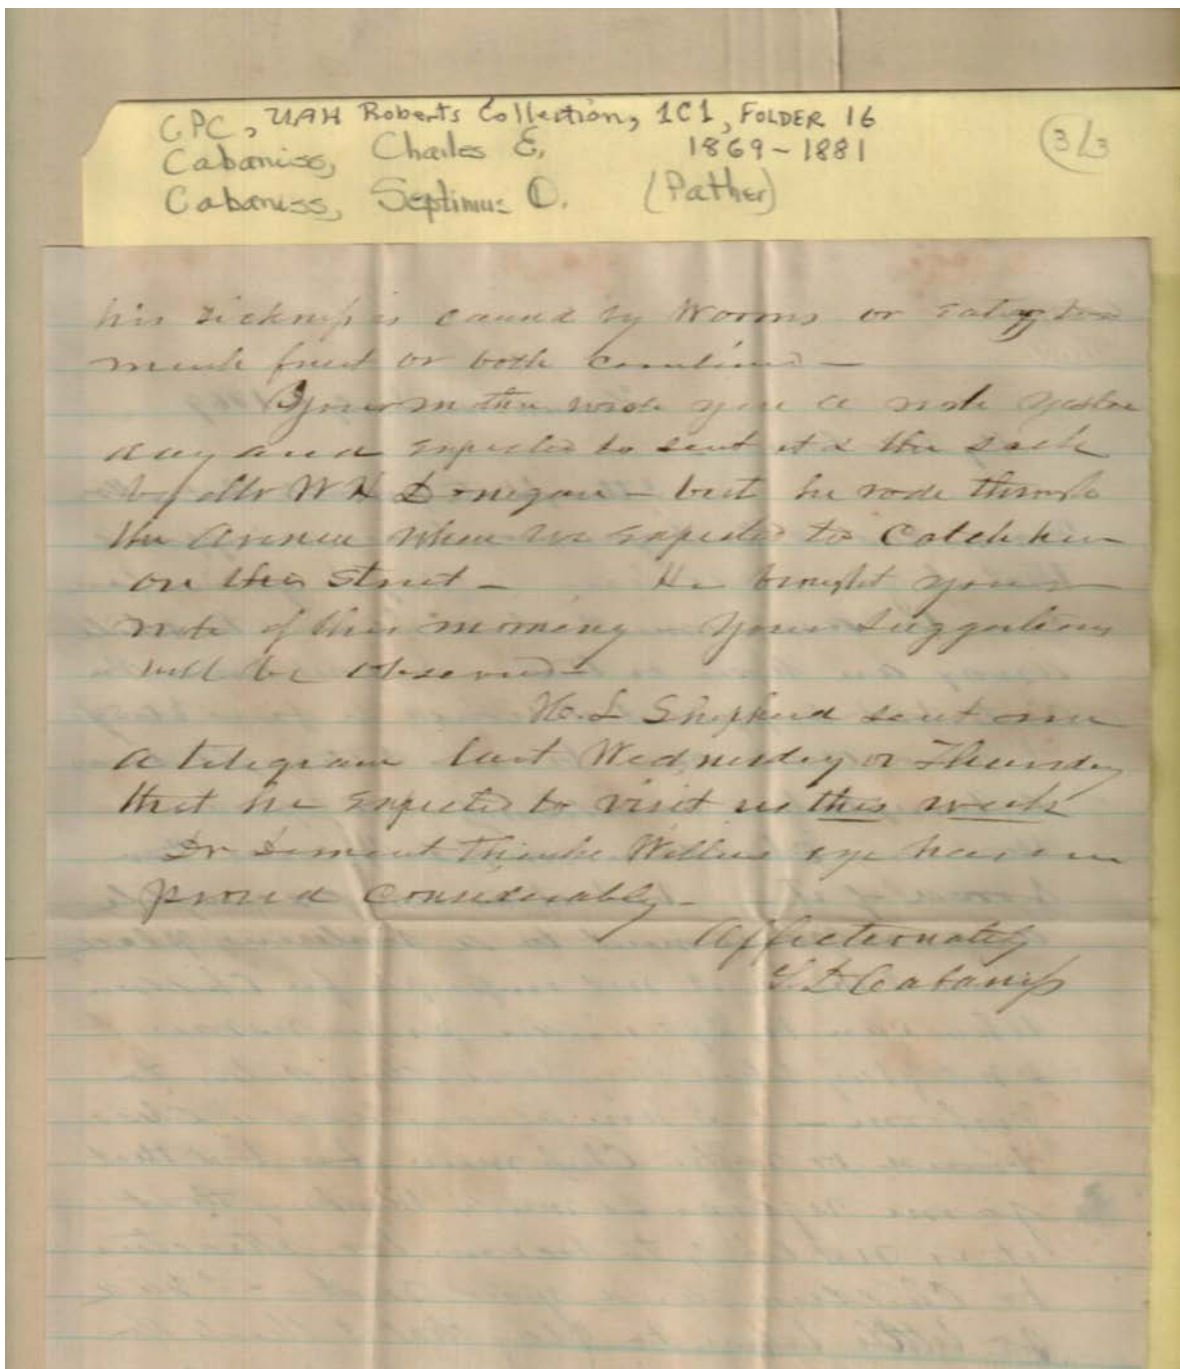 CPC, UAH Roberts Collection, 1C1, FOLDER 16
Cabaniss, Charles E. 1869-1881
3/3
Cabaniss, Septimus D. (Father)
his sickness is caused by Worms or eating too
much fruit or both combined —
Your mother wrote you a note yester
day and expected to sent it & the sack
by Mr W H Donegan — but he rode through
the Avenue when we expected to Catch him
on this Street — He brought your
note of this morning — Your suggestions
will be observed —
H. L Shepherd sent me
a telegram last Wednesday or Thursday
that he expected to visit us this week
Dr Dement thinks Willies eye has im
proved Considerably —
Affectionately
S D Cabaniss